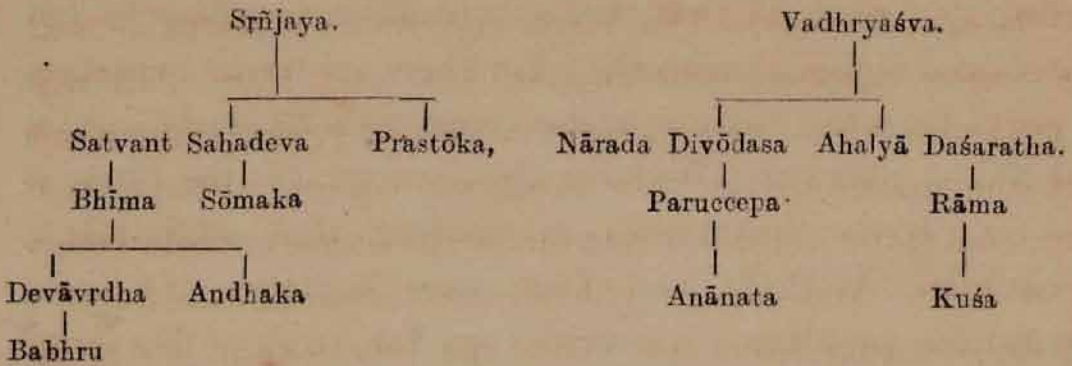 Sṛñjaya. Vadhryaśva.
Satvant Sahadeva Prastōka, Nārada Divōdasa Ahalyā Daśaratha.
Bhīma Sōmaka Paruccepa Rāma
Devāvṛdha Andhaka Anānata Kuśa
Babhru